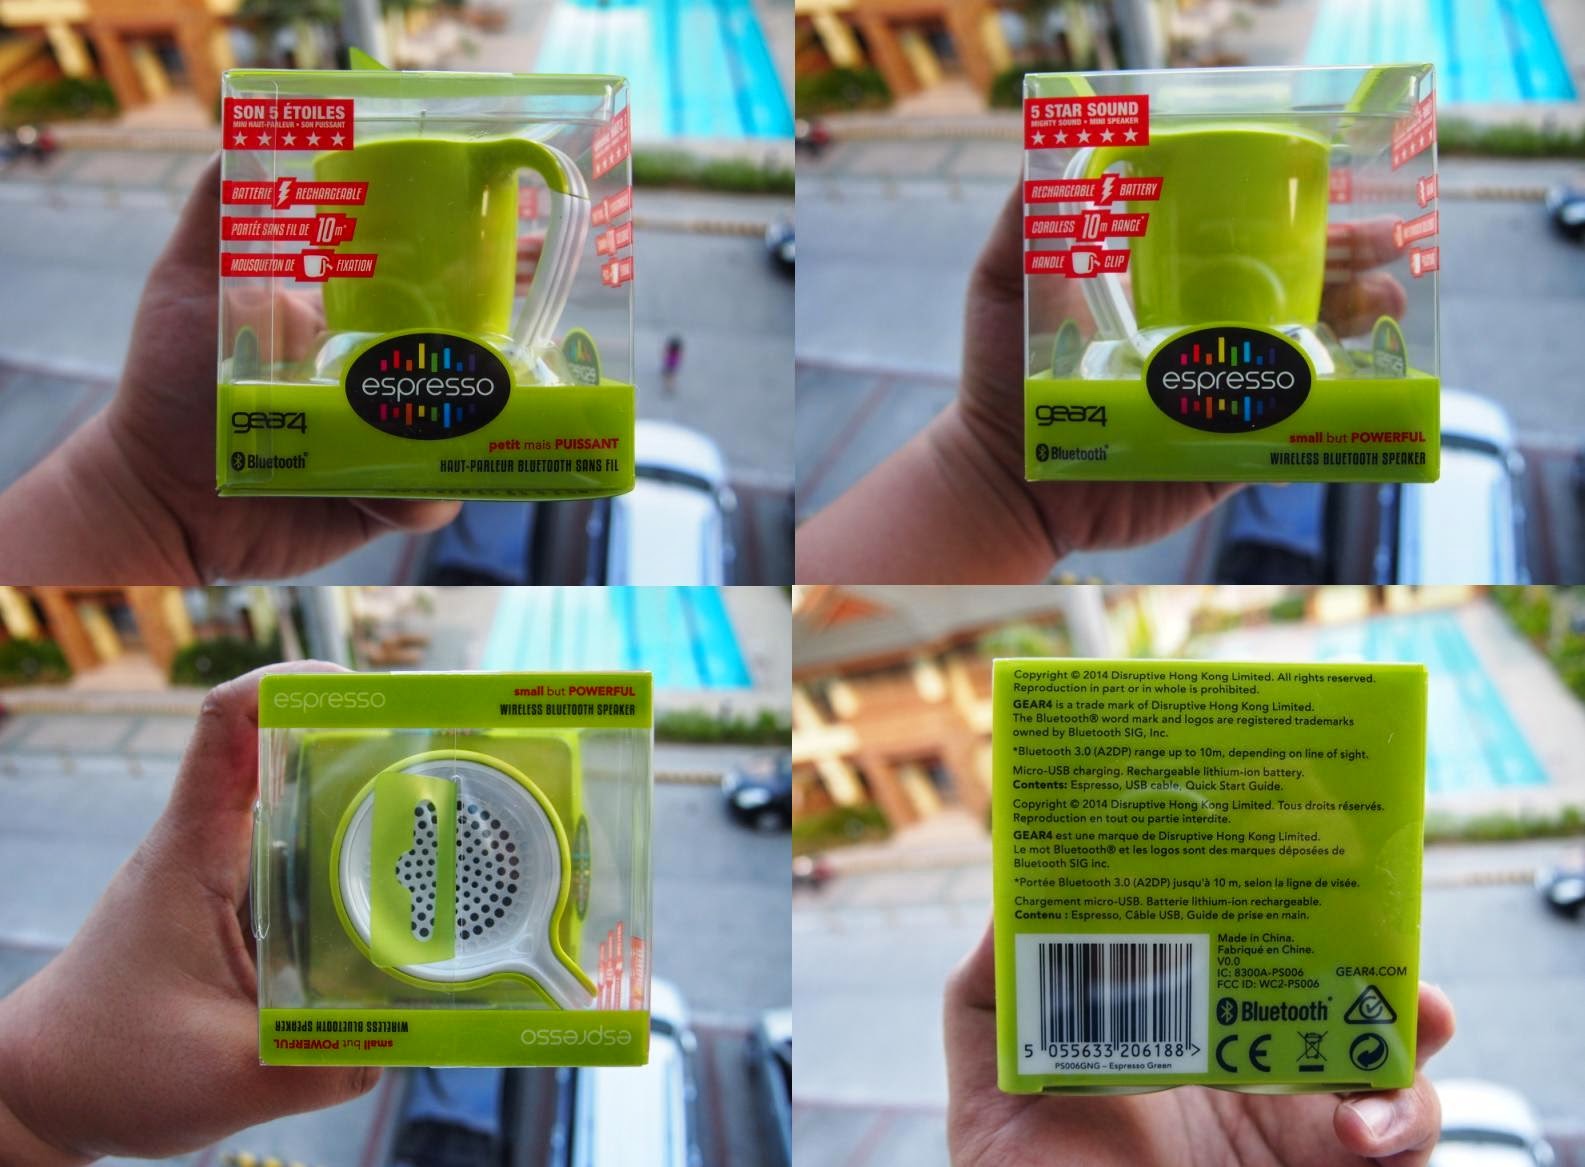 SON 5 ÉTOILES
MINI HAUT-PARLEUR • SON PUISSANT
BATTERIE RECHARGEABLE
PORTÉE SANS FIL DE 10m*
MOUSQUETON DE FIXATION
espresso
gear4
petit mais PUISSANT
Bluetooth®
HAUT-PARLEUR BLUETOOTH SANS FIL
5 STAR SOUND
MIGHTY SOUND • MINI SPEAKER
RECHARGEABLE BATTERY
CORDLESS 10m RANGE*
HANDLE CLIP
espresso
gear4
small but POWERFUL
Bluetooth®
WIRELESS BLUETOOTH SPEAKER
espresso
small but POWERFUL
WIRELESS BLUETOOTH SPEAKER
WIRELESS BLUETOOTH SPEAKER
small but POWERFUL
espresso
Copyright © 2014 Disruptive Hong Kong Limited. All rights reserved.
Reproduction in part or in whole is prohibited.
GEAR4 is a trade mark of Disruptive Hong Kong Limited.
The Bluetooth® word mark and logos are registered trademarks
owned by Bluetooth SIG, Inc.
*Bluetooth 3.0 (A2DP) range up to 10m, depending on line of sight.
Micro-USB charging. Rechargeable lithium-ion battery.
Contents: Espresso, USB cable, Quick Start Guide.
Copyright © 2014 Disruptive Hong Kong Limited. Tous droits réservés.
Reproduction en tout ou partie interdite.
GEAR4 est une marque de Disruptive Hong Kong Limited.
Le mot Bluetooth® et les logos sont des marques déposées de
Bluetooth SIG inc.
*Portée Bluetooth 3.0 (A2DP) jusqu'à 10 m, selon la ligne de visée.
Chargement micro-USB. Batterie lithium-ion rechargeable.
Contenu : Espresso, Câble USB, Guide de prise en main.
Made in China.
Fabriqué en Chine.
V0.0
IC: 8300A-PS006
FCC ID: WC2-PS006
GEAR4.COM
Bluetooth®
CE
5 055633 206188 >
PS006GNG – Espresso Green